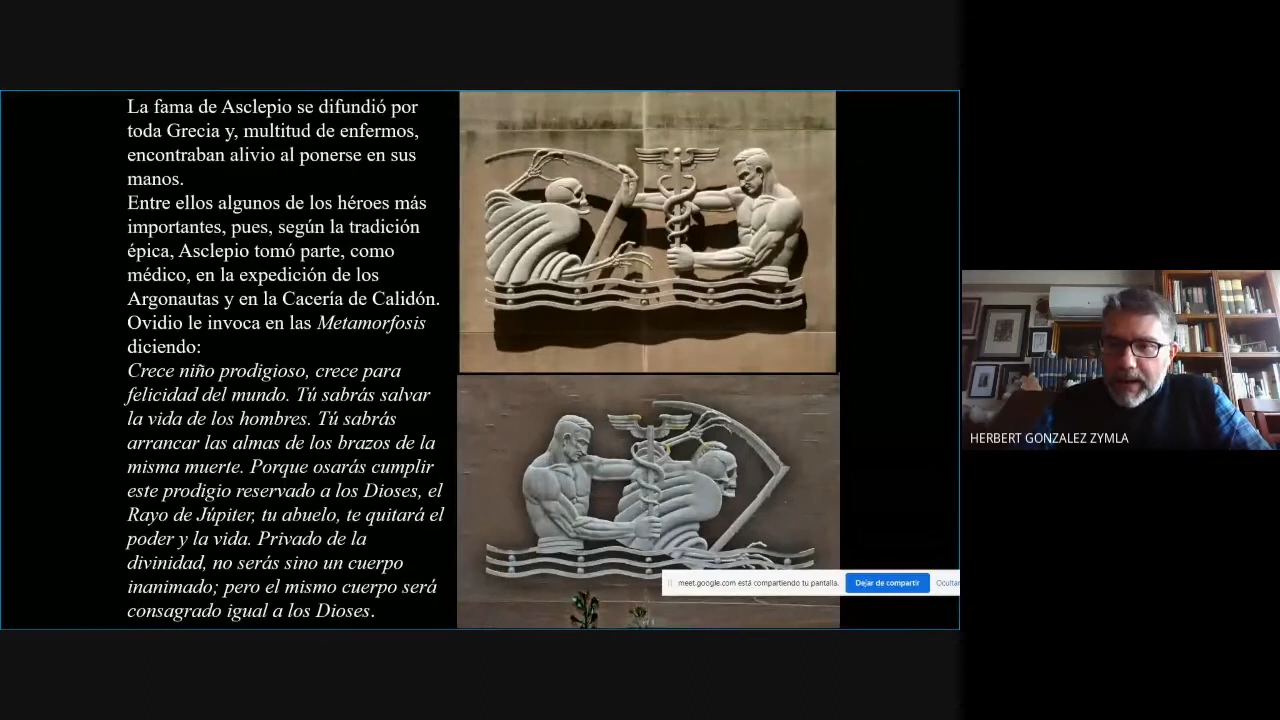 La fama de Asclepio se difundió por
toda Grecia y, multitud de enfermos,
encontraban alivio al ponerse en sus
manos.
Entre ellos algunos de los héroes más
importantes, pues, según la tradición
épica, Asclepio tomó parte, como
médico, en la expedición de los
Argonautas y en la Cacería de Calidón.
Ovidio le invoca en las Metamorfosis
diciendo:
Crece niño prodigioso, crece para
felicidad del mundo. Tú sabrás salvar
la vida de los hombres. Tú sabrás
arrancar las almas de los brazos de la
misma muerte. Porque osarás cumplir
este prodigio reservado a los Dioses, el
Rayo de Júpiter, tu abuelo, te quitará el
poder y la vida. Privado de la
divinidad, no serás sino un cuerpo
inanimado; pero el mismo cuerpo será
consagrado igual a los Dioses.
meet.google.com está compartiendo tu pantalla.
Dejar de compartir
Ocultar
HERBERT GONZALEZ ZYMLA